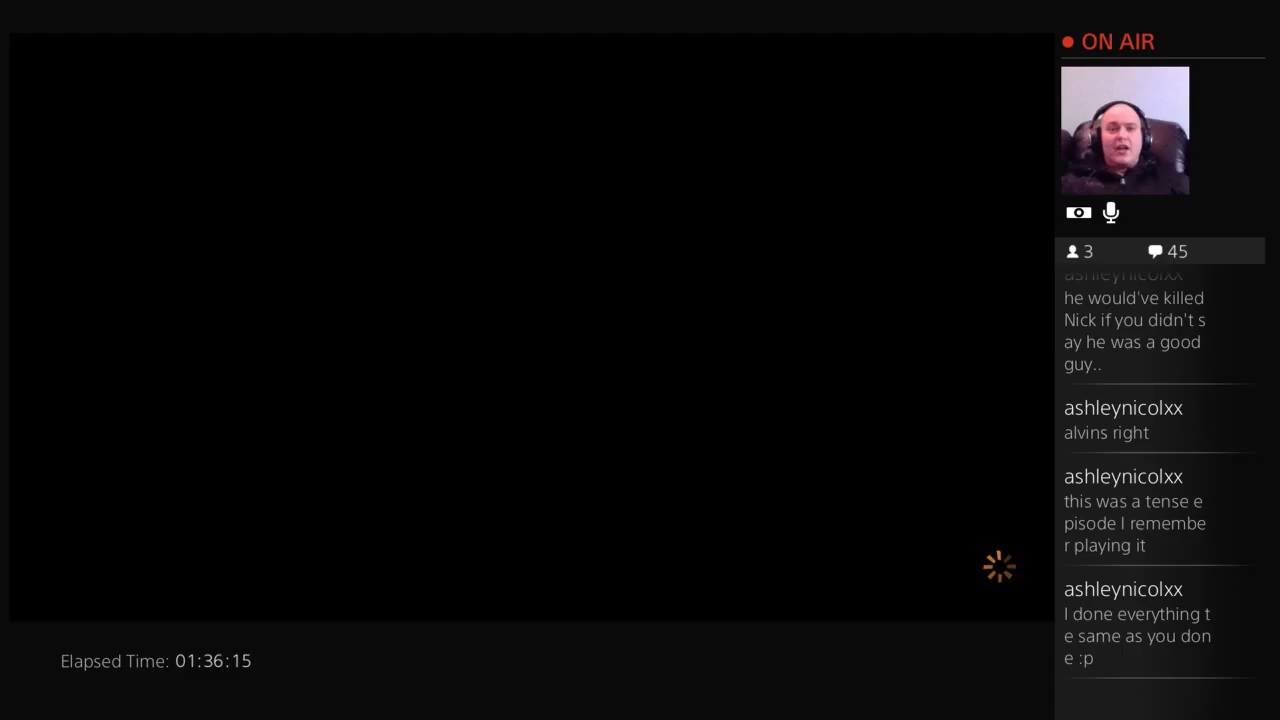 ON AIR
3 45
ashleynicolxx
he would've killed
Nick if you didn't s
ay he was a good
guy..
ashleynicolxx
alvins right
ashleynicolxx
this was a tense e
pisode I remembe
r playing it
ashleynicolxx
I done everything t
e same as you don
e :p
Elapsed Time: 01:36:15